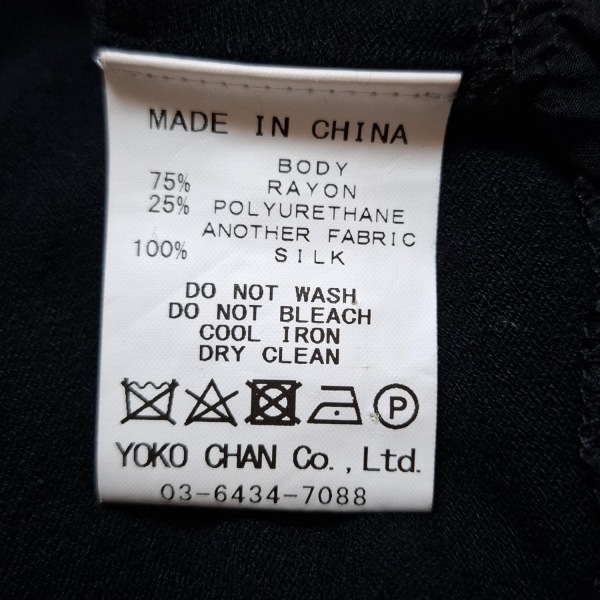 MADE IN CHINA
BODY
75% RAYON
25% POLYURETHANE
ANOTHER FABRIC
100% SILK
DO NOT WASH
DO NOT BLEACH
COOL IRON
DRY CLEAN
P
YOKO CHAN Co.,Ltd.
03-6434-7088